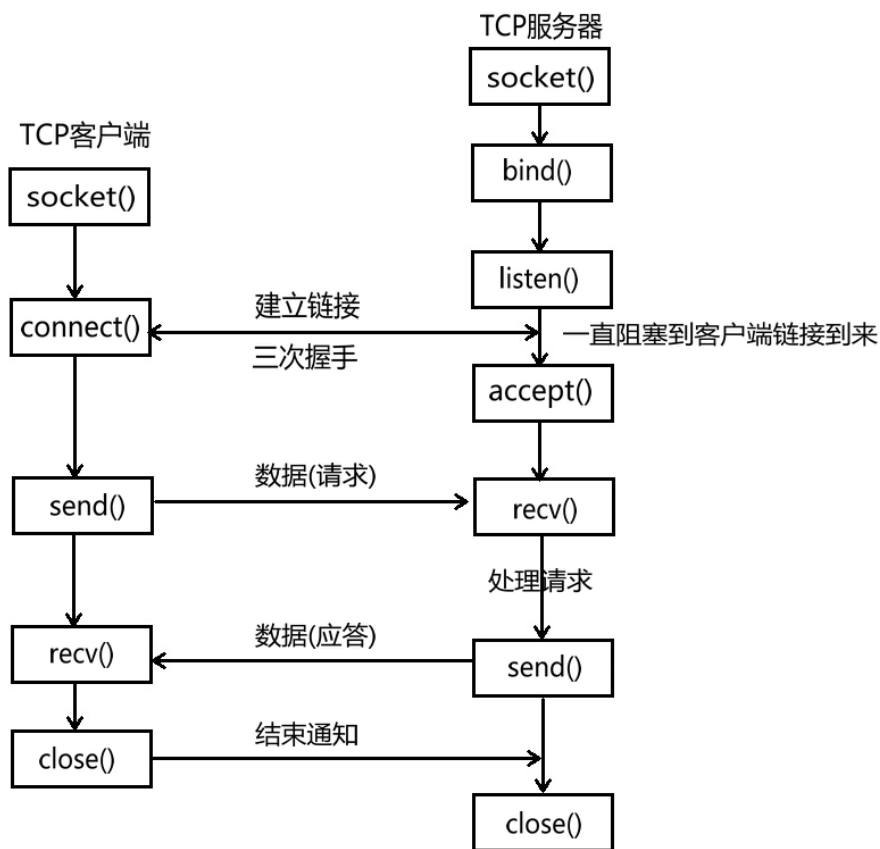 TCP服务器
socket()
TCP客户端
bind()
socket()
listen()
建立链接
connect()
一直阻塞到客户端链接到来
三次握手
accept()
数据(请求)
send()
recv()
处理请求
数据(应答)
recv()
send()
结束通知
close()
close()